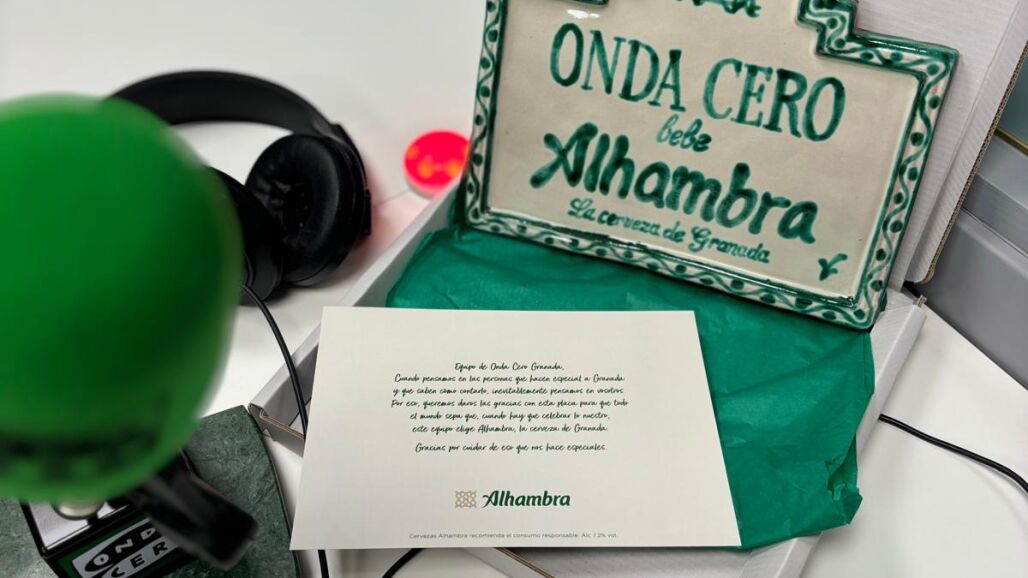 ONDA CERO
bebe
Alhambra
La cerveza de Granada
Equipo de Onda Cero Granada,
Cuando pensamos en las personas que hacen especial a Granada
y que saben cómo contarlo, inevitablemente pensamos en vosotros.
Por eso, queremos daros las gracias con esta placa para que todo
el mundo sepa que, cuando hay que celebrar lo nuestro,
este equipo elige Alhambra, la cerveza de Granada.
Gracias por cuidar de eso que nos hace especiales.
Alhambra
Cervezas Alhambra recomienda el consumo responsable. Alc 7,2% vol.
OND
CER